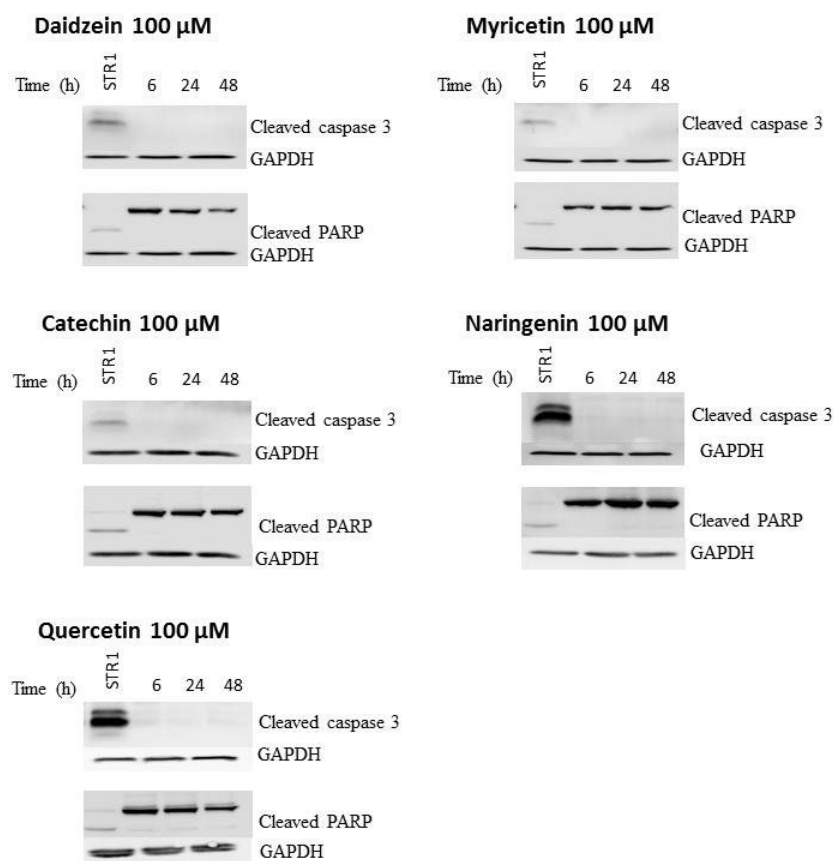 Daidzein 100 µM
STR1
Time (h) 6 24 48
Cleaved caspase 3
GAPDH
Cleaved PARP
GAPDH
Myricetin 100 µM
STR1
Time (h) 6 24 48
Cleaved caspase 3
GAPDH
Cleaved PARP
GAPDH
Catechin 100 µM
STR1
Time (h) 6 24 48
Cleaved caspase 3
GAPDH
Cleaved PARP
GAPDH
Naringenin 100 µM
STR1
Time (h) 6 24 48
Cleaved caspase 3
GAPDH
Cleaved PARP
GAPDH
Quercetin 100 µM
STR1
Time (h) 6 24 48
Cleaved caspase 3
GAPDH
Cleaved PARP
GAPDH